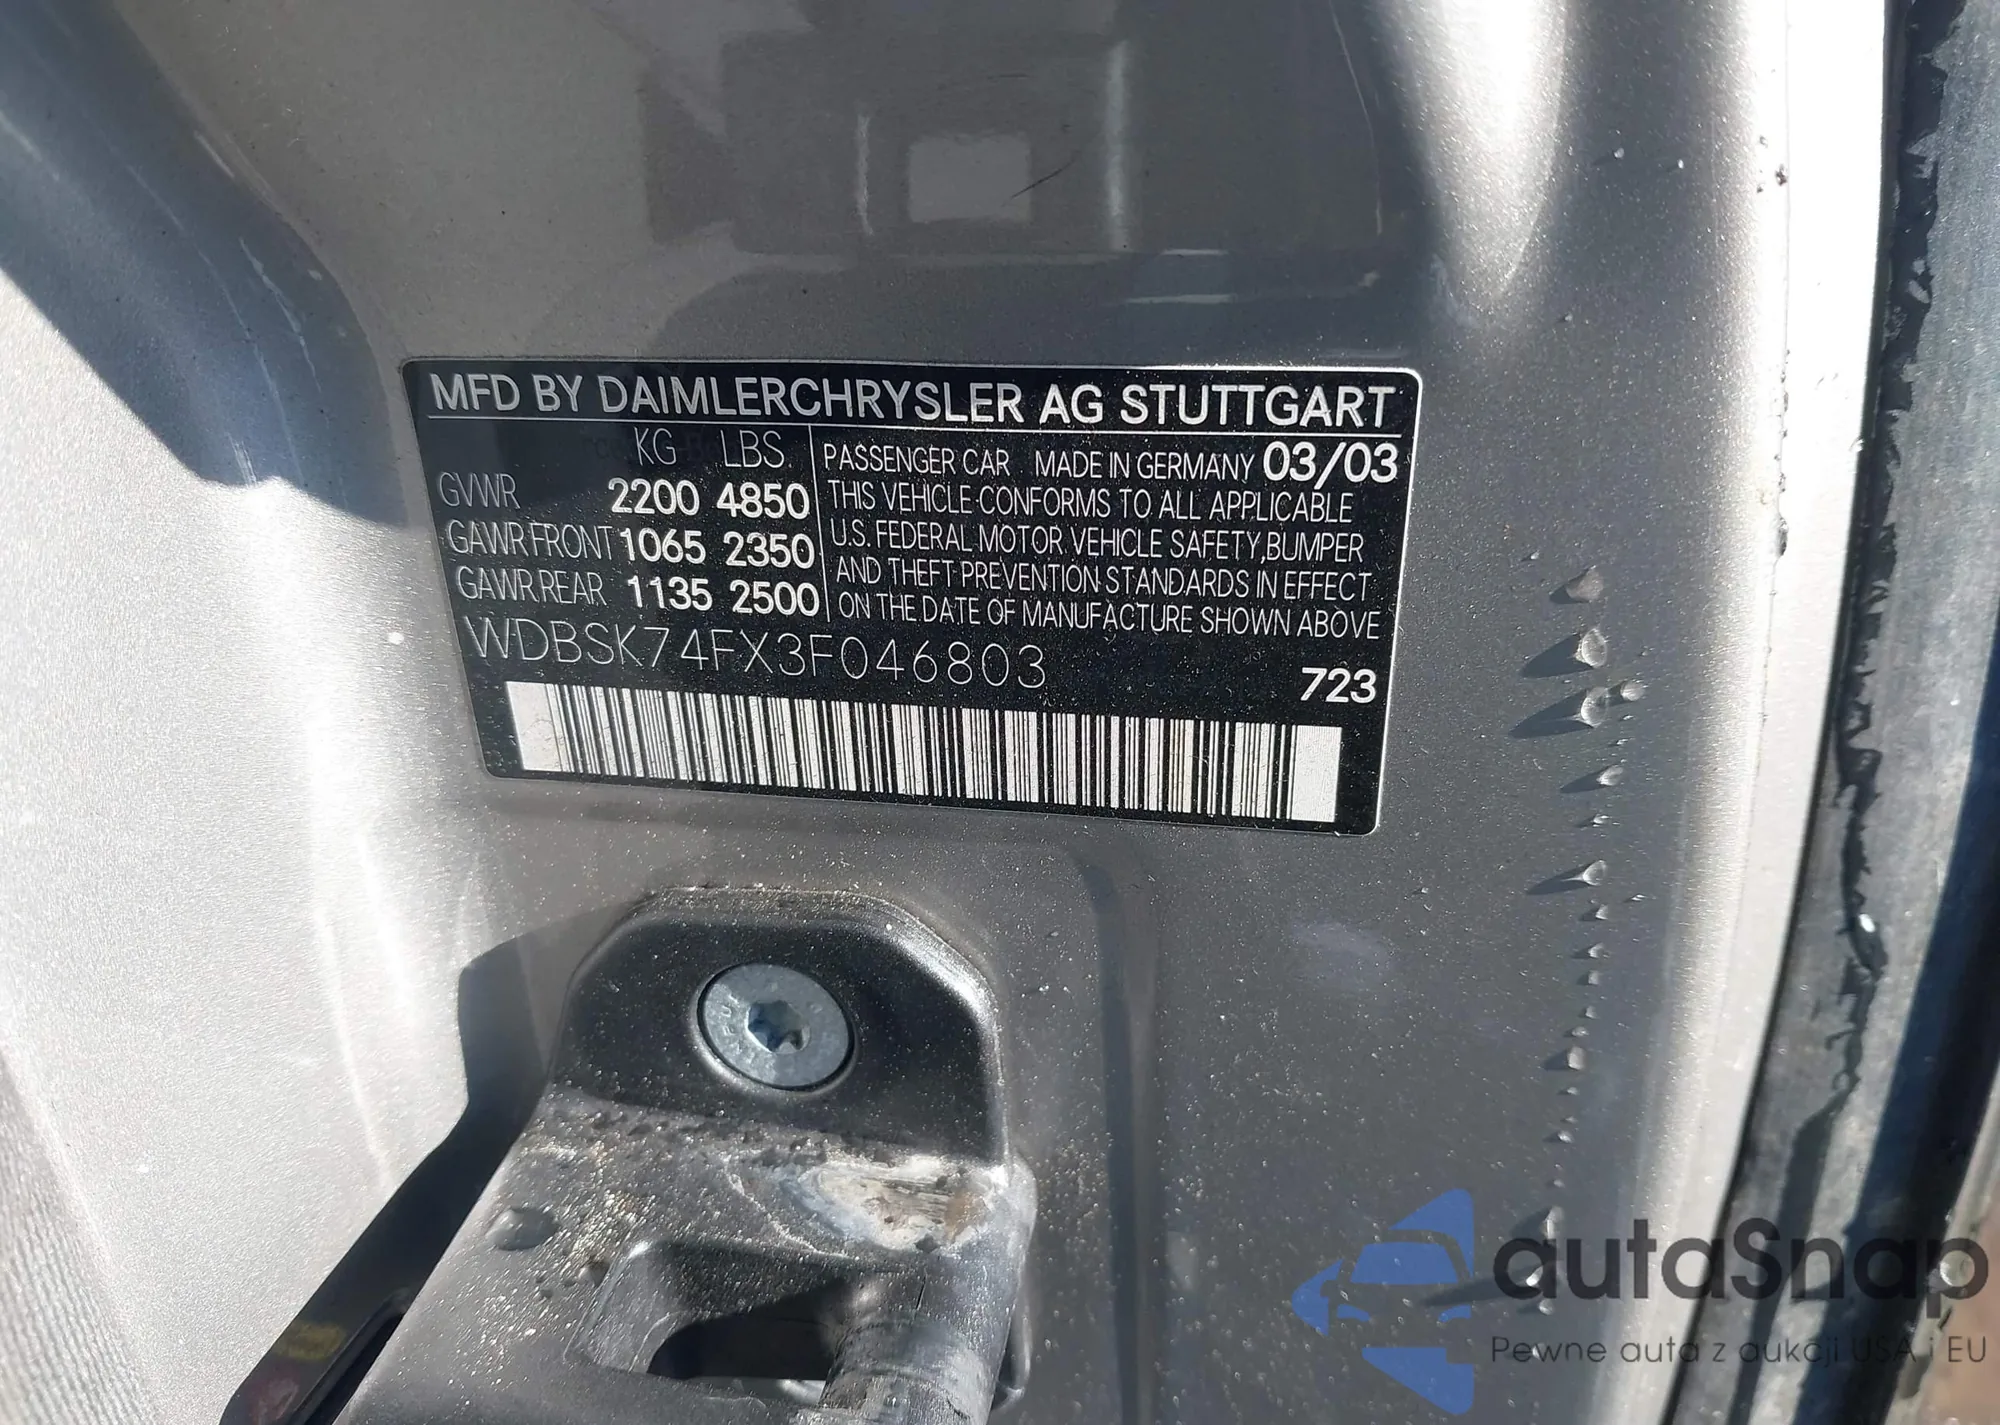 MFD BY DAIMLERCHRYSLER AG STUTTGART
KG LBS
GVWR 2200 4850
GAWR FRONT 1065 2350
GAWR REAR 1135 2500
PASSENGER CAR MADE IN GERMANY 03/03
THIS VEHICLE CONFORMS TO ALL APPLICABLE
U.S. FEDERAL MOTOR VEHICLE SAFETY, BUMPER
AND THEFT PREVENTION STANDARDS IN EFFECT
ON THE DATE OF MANUFACTURE SHOWN ABOVE
WDBSK74FX3F046803
723
autaSnap
Pewne auta z aukcji USA i EU